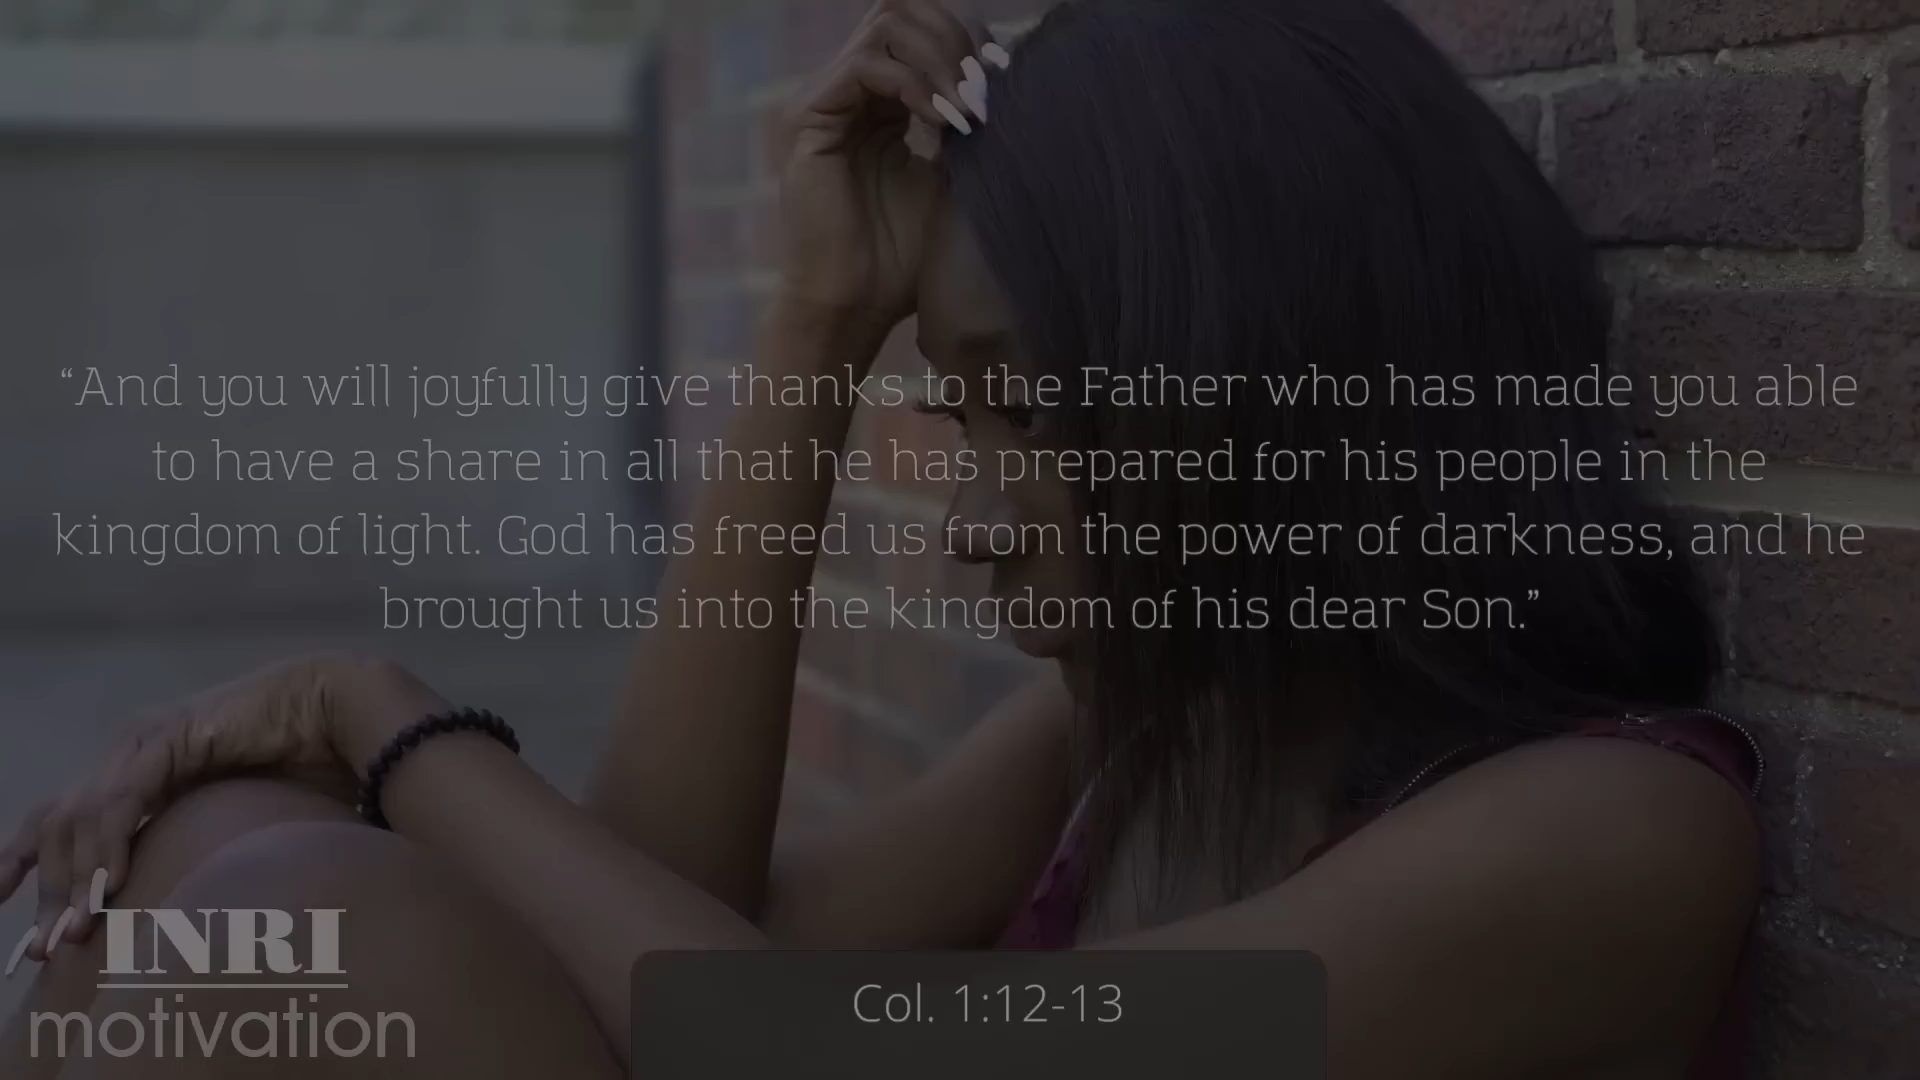 “And you will joyfully give thanks to the Father who has made you able
to have a share in all that he has prepared for his people in the
kingdom of light. God has freed us from the power of darkness, and he
brought us into the kingdom of his dear Son.”
INRI
motivation
Col. 1:12-13